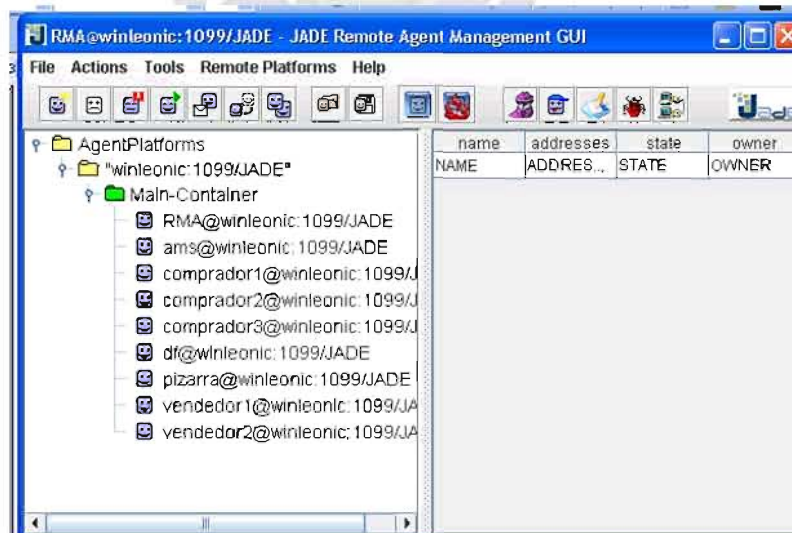 RMA@winleonic:1099/JADE - JADE Remote Agent Management GUI
File Actions Tools Remote Platforms Help
Jade
AgentPlatforms
"winleonic:1099/JADE"
Main-Container
RMA@winleonic:1099/JADE
ams@winleonic:1099/JADE
comprador1@winleonic:1099/J
comprador2@winleonic:1099/J
comprador3@winleonic:1099/J
df@winleonic:1099/JADE
pizarra@winleonic:1099/JADE
vendedor1@winleonic:1099/JA
vendedor2@winleonic:1099/JA
name addresses state owner
NAME ADDRES... STATE OWNER